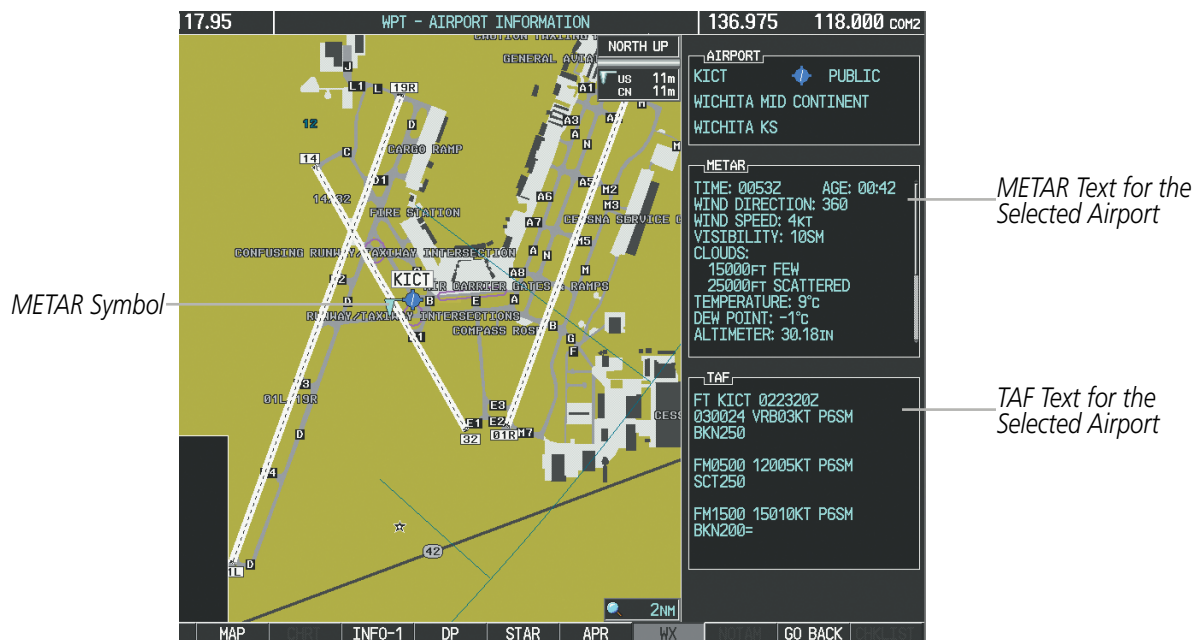 17.95
WPT - AIRPORT INFORMATION
136.975 118.000 COM2
GENERAL AVIA
NORTH UP
US 11m
CN 11m
J
L1 L 19R
A1
M
12
D
A3 A
A
N
14
C
CARGO RAMP
M
D1
A5 M2
A6 M3
FIRE STATION
A7
CESSNA SERVICE C
M5
CONFUSING RUNWAY/TAXIWAY INTERSECTION
A N
M
KICT
A8
AIR CARRIER GATES & RAMPS
D B E A
RUNWAY/TAXIWAY INTERSECTIONS
COMPASS ROSE
B
G
F
01L/19R
D
E3
E1 E2
32 01R M7
CESS
42
1L D
2NM
AIRPORT
KICT PUBLIC
WICHITA MID CONTINENT
WICHITA KS
METAR
TIME: 0053Z AGE: 00:42
WIND DIRECTION: 360
WIND SPEED: 4KT
VISIBILITY: 10SM
CLOUDS:
15000FT FEW
25000FT SCATTERED
TEMPERATURE: 9°C
DEW POINT: -1°C
ALTIMETER: 30.18IN
TAF
FT KICT 022320Z
030024 VRB03KT P6SM
BKN250
FM0500 12005KT P6SM
SCT250
FM1500 15010KT P6SM
BKN200=
MAP CHRT INFO-1 DP STAR APR WX NOTAM GO BACK CHKLIST
METAR Symbol
METAR Text for the
Selected Airport
TAF Text for the
Selected Airport